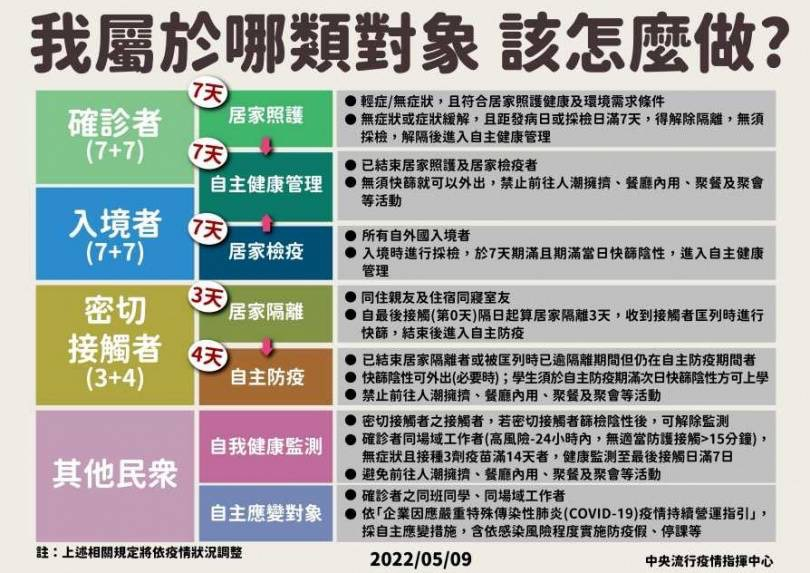 我屬於哪類對象 該怎麼做?
確診者
(7+7)
7天
居家照護
● 輕症/無症狀，且符合居家照護健康及環境需求條件
● 無症狀或症狀緩解，且距發病日或採檢日滿7天，得解除隔離，無須
採檢，解隔後進入自主健康管理
7天
自主健康管理
● 已結束居家照護及居家檢疫者
● 無須快篩就可以外出，禁止前往人潮擁擠、餐廳內用、聚餐及聚會
等活動
入境者
(7+7)
7天
居家檢疫
● 所有自外國入境者
● 入境時進行採檢，於7天期滿且期滿當日快篩陰性，進入自主健康
管理
密切
接觸者
(3+4)
3天
居家隔離
● 同住親友及住宿同寢室友
● 自最後接觸(第0天)隔日起算居家隔離3天，收到接觸者匡列時進行
快篩，結束後進入自主防疫
4天
自主防疫
● 已結束居家隔離者或被匡列時已逾隔離期間但仍在自主防疫期間者
● 快篩陰性可外出(必要時)；學生須於自主防疫期滿次日快篩陰性方可上學
● 禁止前往人潮擁擠、餐廳內用、聚餐及聚會等活動
其他民眾
自我健康監測
● 密切接觸者之接觸者，若密切接觸者篩檢陰性後，可解除監測
● 確診者同場域工作者(高風險-24小時內，無適當防護接觸>15分鐘)，
無症狀且接種3劑疫苗滿14天者，健康監測至最後接觸日滿7日
● 避免前往人潮擁擠、餐廳內用、聚餐及聚會等活動
自主應變對象
● 確診者之同班同學、同場域工作者
● 依「企業因應嚴重特殊傳染性肺炎(COVID-19)疫情持續營運指引」，
採自主應變措施，含依感染風險程度實施防疫假、停課等
註：上述相關規定將依疫情狀況調整
2022/05/09
中央流行疫情指揮中心